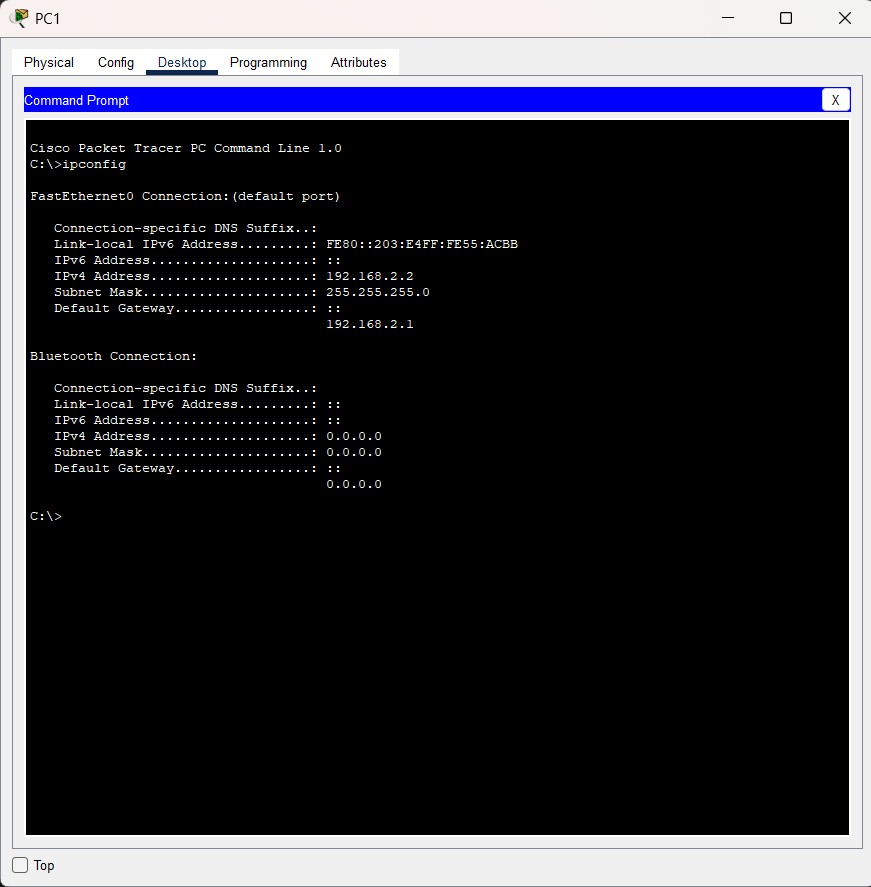 PC1
Physical Config Desktop Programming Attributes
Command Prompt X
Cisco Packet Tracer PC Command Line 1.0
C:\>ipconfig
FastEthernet0 Connection:(default port)
Connection-specific DNS Suffix..:
Link-local IPv6 Address.........: FE80::203:E4FF:FE55:ACBB
IPv6 Address....................: ::
IPv4 Address....................: 192.168.2.2
Subnet Mask.....................: 255.255.255.0
Default Gateway.................: ::
192.168.2.1
Bluetooth Connection:
Connection-specific DNS Suffix..:
Link-local IPv6 Address.........: ::
IPv6 Address....................: ::
IPv4 Address....................: 0.0.0.0
Subnet Mask.....................: 0.0.0.0
Default Gateway.................: ::
0.0.0.0
C:\>
Top